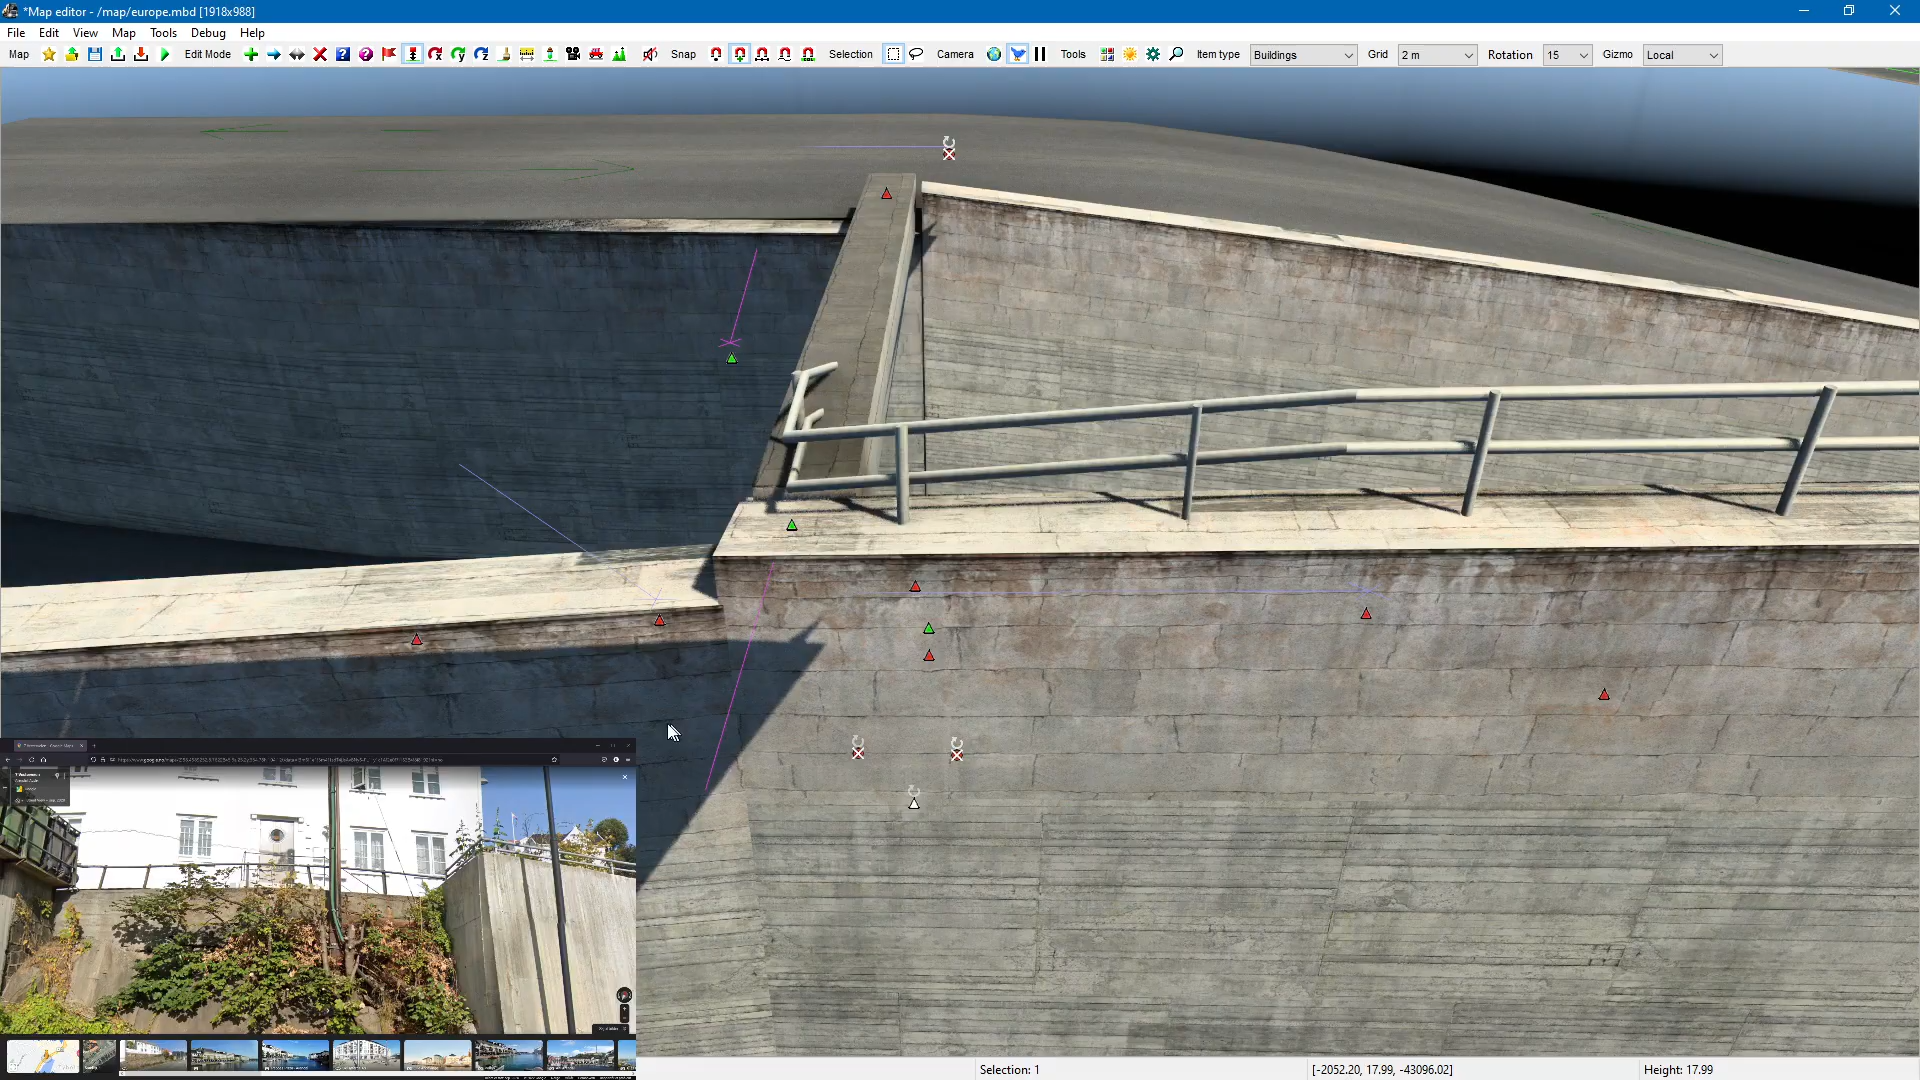 *Map editor - /map/europe.mbd [1918x988]
File Edit View Map Tools Debug Help
Map Edit Mode Snap Selection Camera Tools Item type Buildings Grid 2 m Rotation 15 Gizmo Local
Selection: 1 [-2052.20, 17.99, -43096.02] Height: 17.99